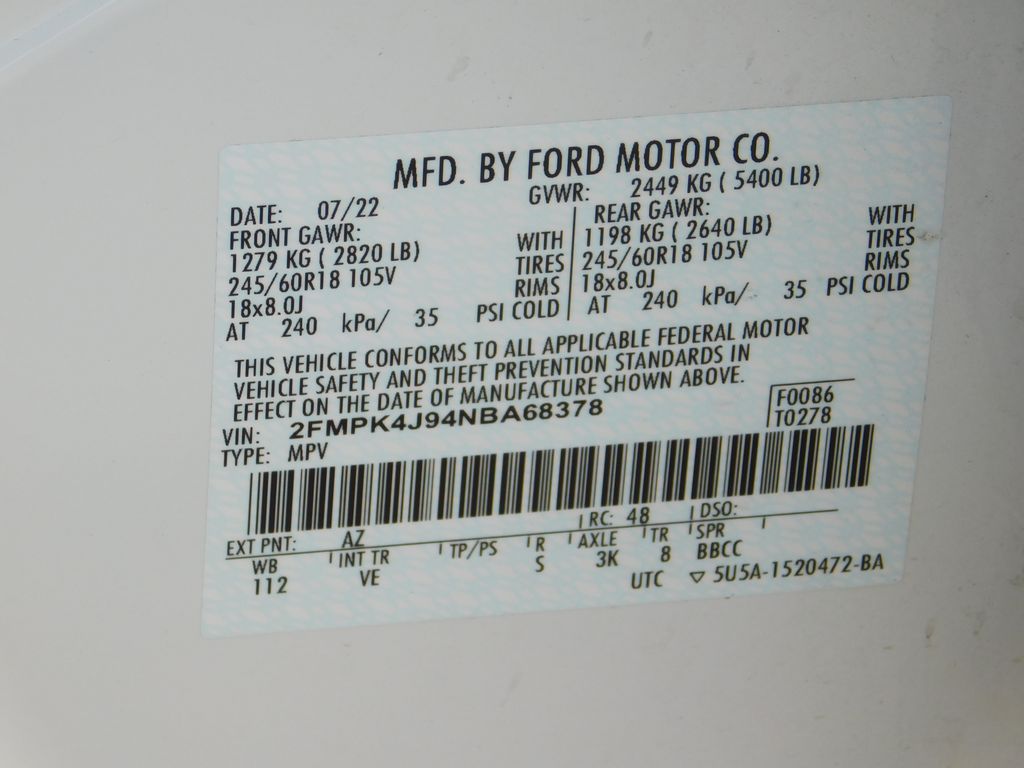 MFD. BY FORD MOTOR CO.
DATE: 07/22 GVWR: 2449 KG ( 5400 LB)
FRONT GAWR: REAR GAWR:
1279 KG ( 2820 LB) WITH 1198 KG ( 2640 LB) WITH
245/60R18 105V TIRES 245/60R18 105V TIRES
18x8.0J RIMS 18x8.0J RIMS
AT 240 kPa/ 35 PSI COLD AT 240 kPa/ 35 PSI COLD
THIS VEHICLE CONFORMS TO ALL APPLICABLE FEDERAL MOTOR
VEHICLE SAFETY AND THEFT PREVENTION STANDARDS IN
EFFECT ON THE DATE OF MANUFACTURE SHOWN ABOVE.
VIN: 2FMPK4J94NBA68378 F0086
TYPE: MPV T0278
EXT PNT: AZ RC: 48 DSO:
WB INT TR TP/PS R AXLE TR SPR
112 VE S 3K 8 BBCC
UTC ▽ 5U5A-1520472-BA